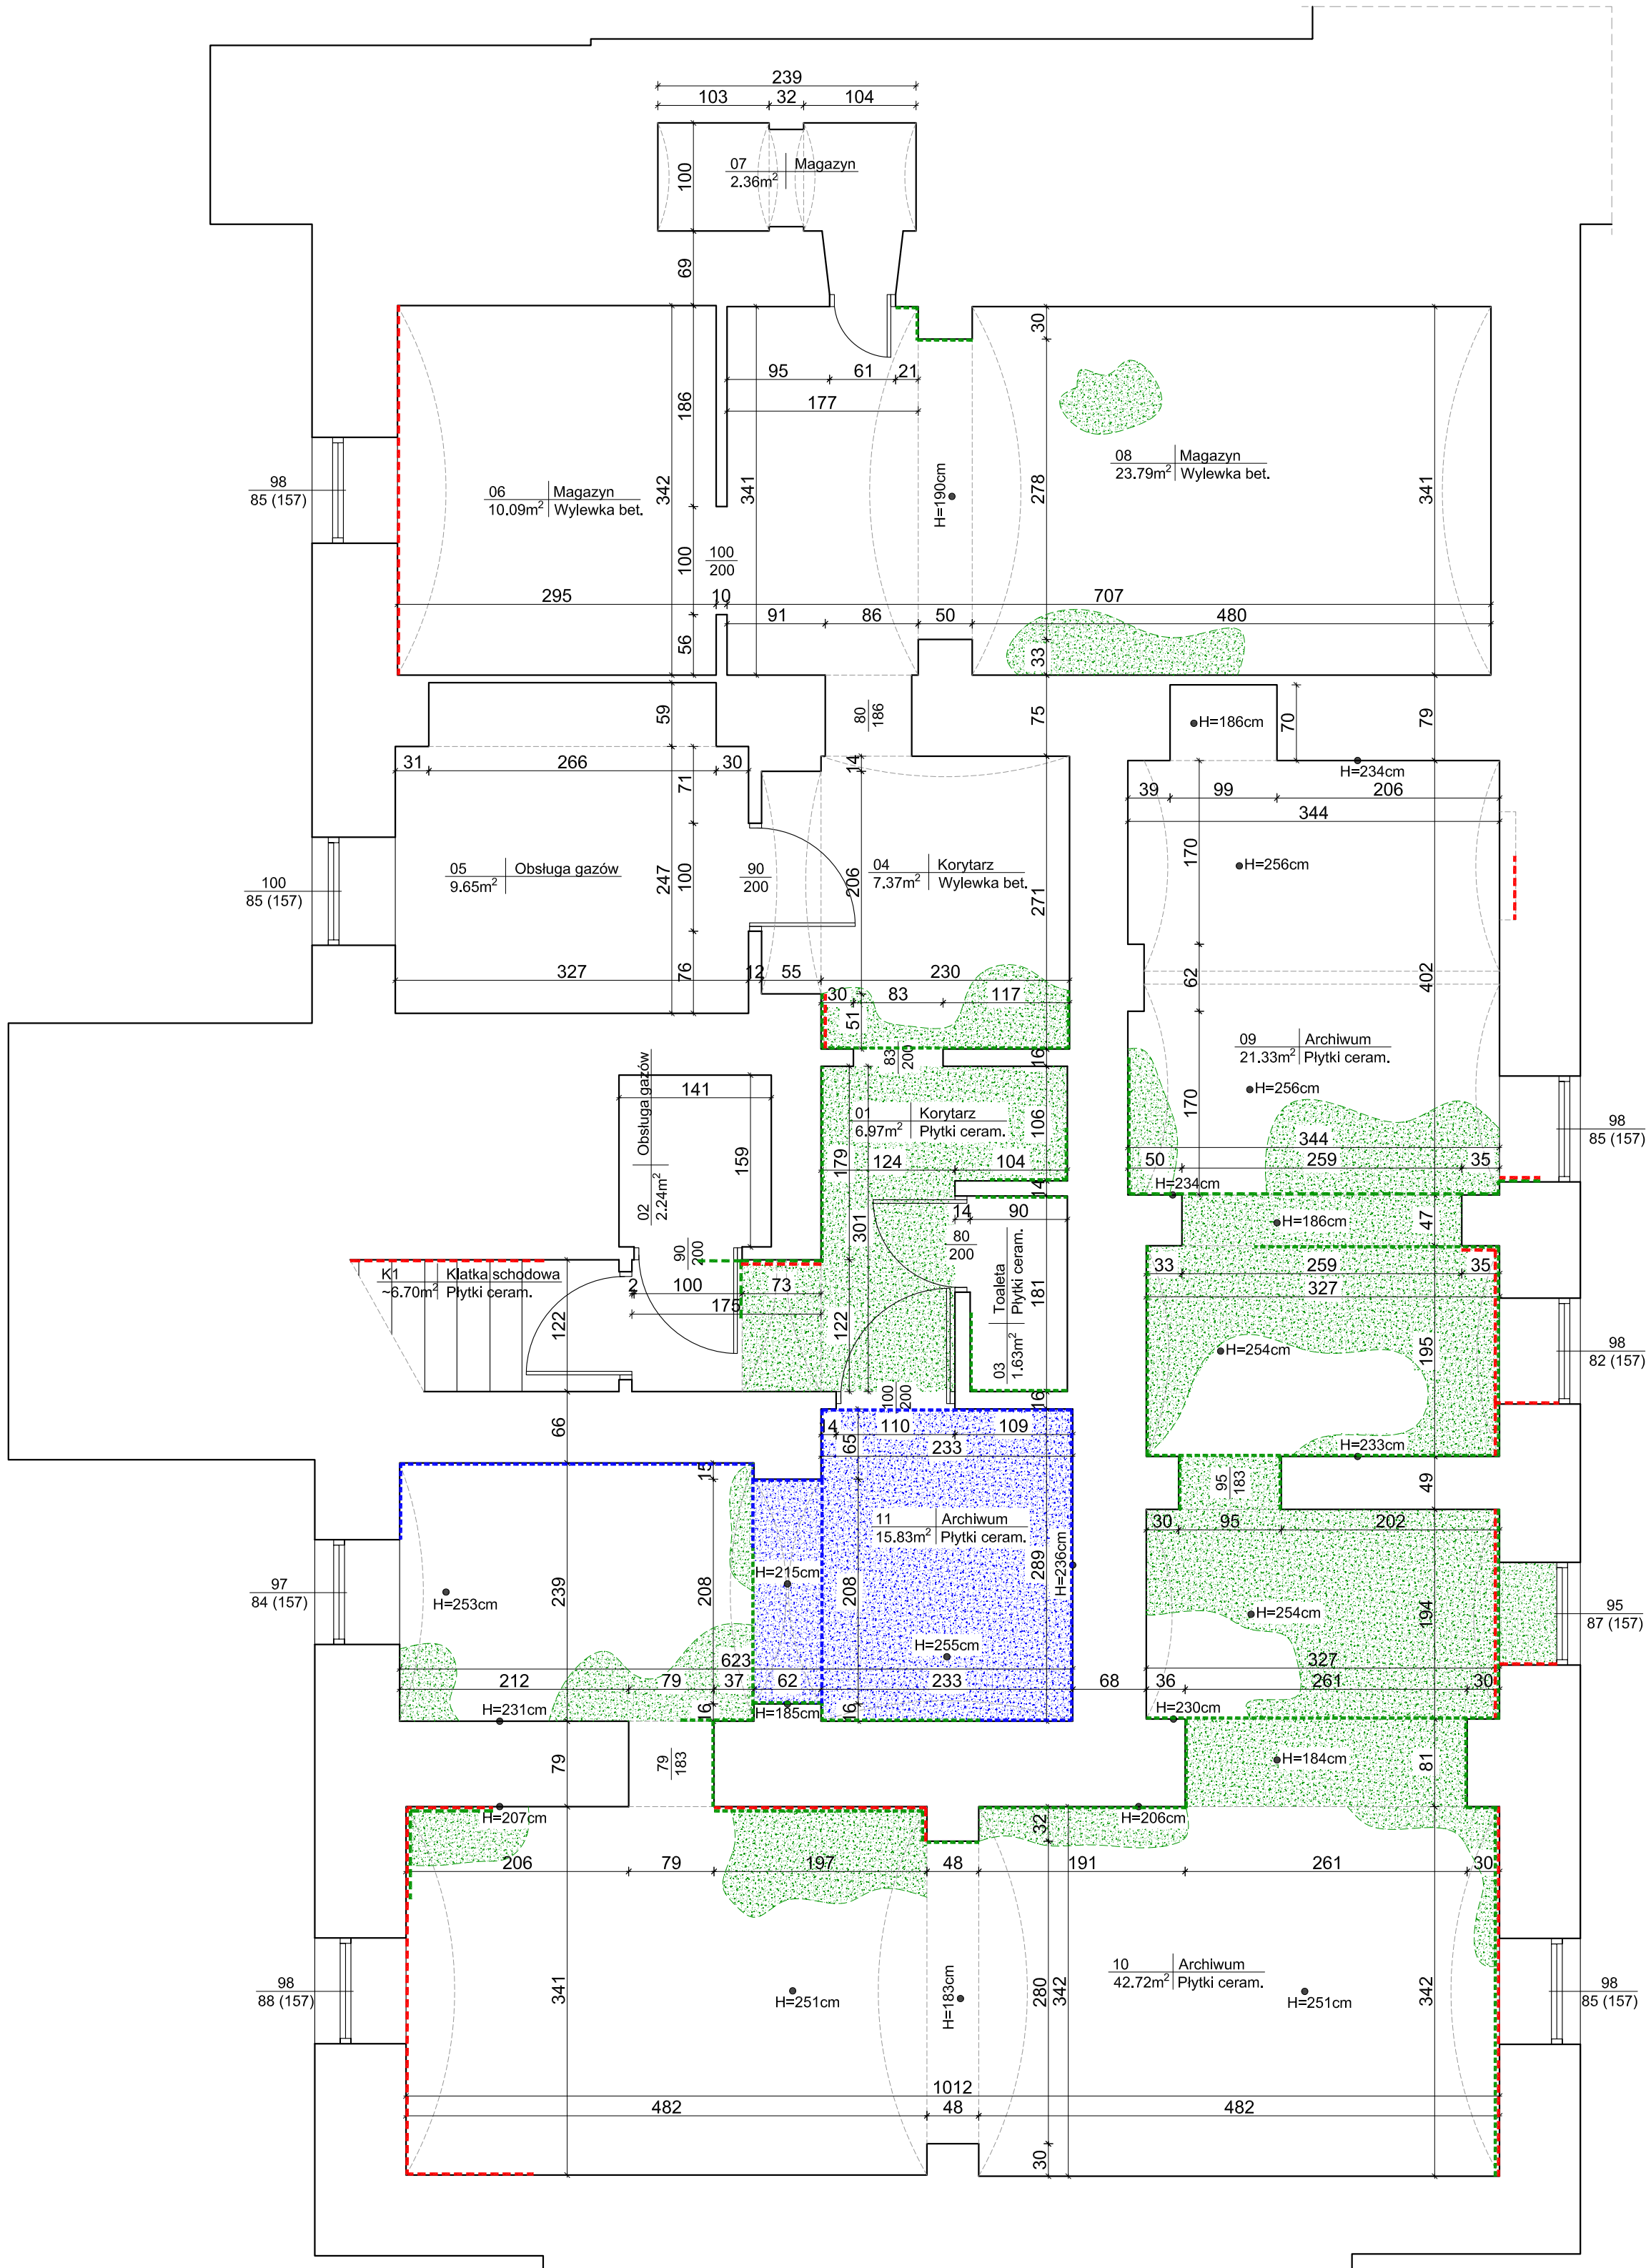 239
103 32 104
100
07 Magazyn
2.36m²
69
30
95 61 21
177
186
98
85 (157)
06 Magazyn
10.09m² Wylewka bet.
342
341
H=190cm
278
08 Magazyn
23.79m² Wylewka bet.
341
100
100
200
295 10 707
91 86 50 480
56
33
59
80
186
75
H=186cm
70
79
31 266 30
71
14
H=234cm
39 99 206
344
170
H=256cm
05 Obsługa gazów
9.65m²
100
85 (157)
247
100
90
200
206
04 Korytarz
7.37m² Wylewka bet.
271
327 76 12 55 230
30 83 117
51
62
402
83
200
16
09 Archiwum
21.33m² Płytki ceram.
H=256cm
141
Obsługa gazów
02
2.24m²
159
01 Korytarz
6.97m² Płytki ceram.
106
179
124 104
14
301
170
344
50 259 35
98
85 (157)
H=234cm
H=186cm
47
14 90
80
200
90
200
Toaleta
Płytki ceram.
03
1.63m²
181
K1 Klatka schodowa
~6.70m² Płytki ceram.
122
2 100 73
175
122
33 259 35
327
H=254cm
195
98
82 (157)
16
100
200
66
4 110 109
65
233
15
H=233cm
95
183
49
30 95 202
11 Archiwum
15.83m² Płytki ceram.
H=236cm
289
97
84 (157)
H=253cm
239
208
H=215cm
208
H=255cm
H=254cm
194
95
87 (157)
623
327
212 79 37 62 233 68 36 261 30
H=231cm
16
H=185cm
16
H=230cm
79
79
183
H=184cm
81
H=207cm
H=206cm
32
206 79 197 48 191 261 30
98
88 (157)
341
H=251cm
H=183cm
280
342
10 Archiwum
42.72m² Płytki ceram.
H=251cm
342
98
85 (157)
1012
482 48 482
30